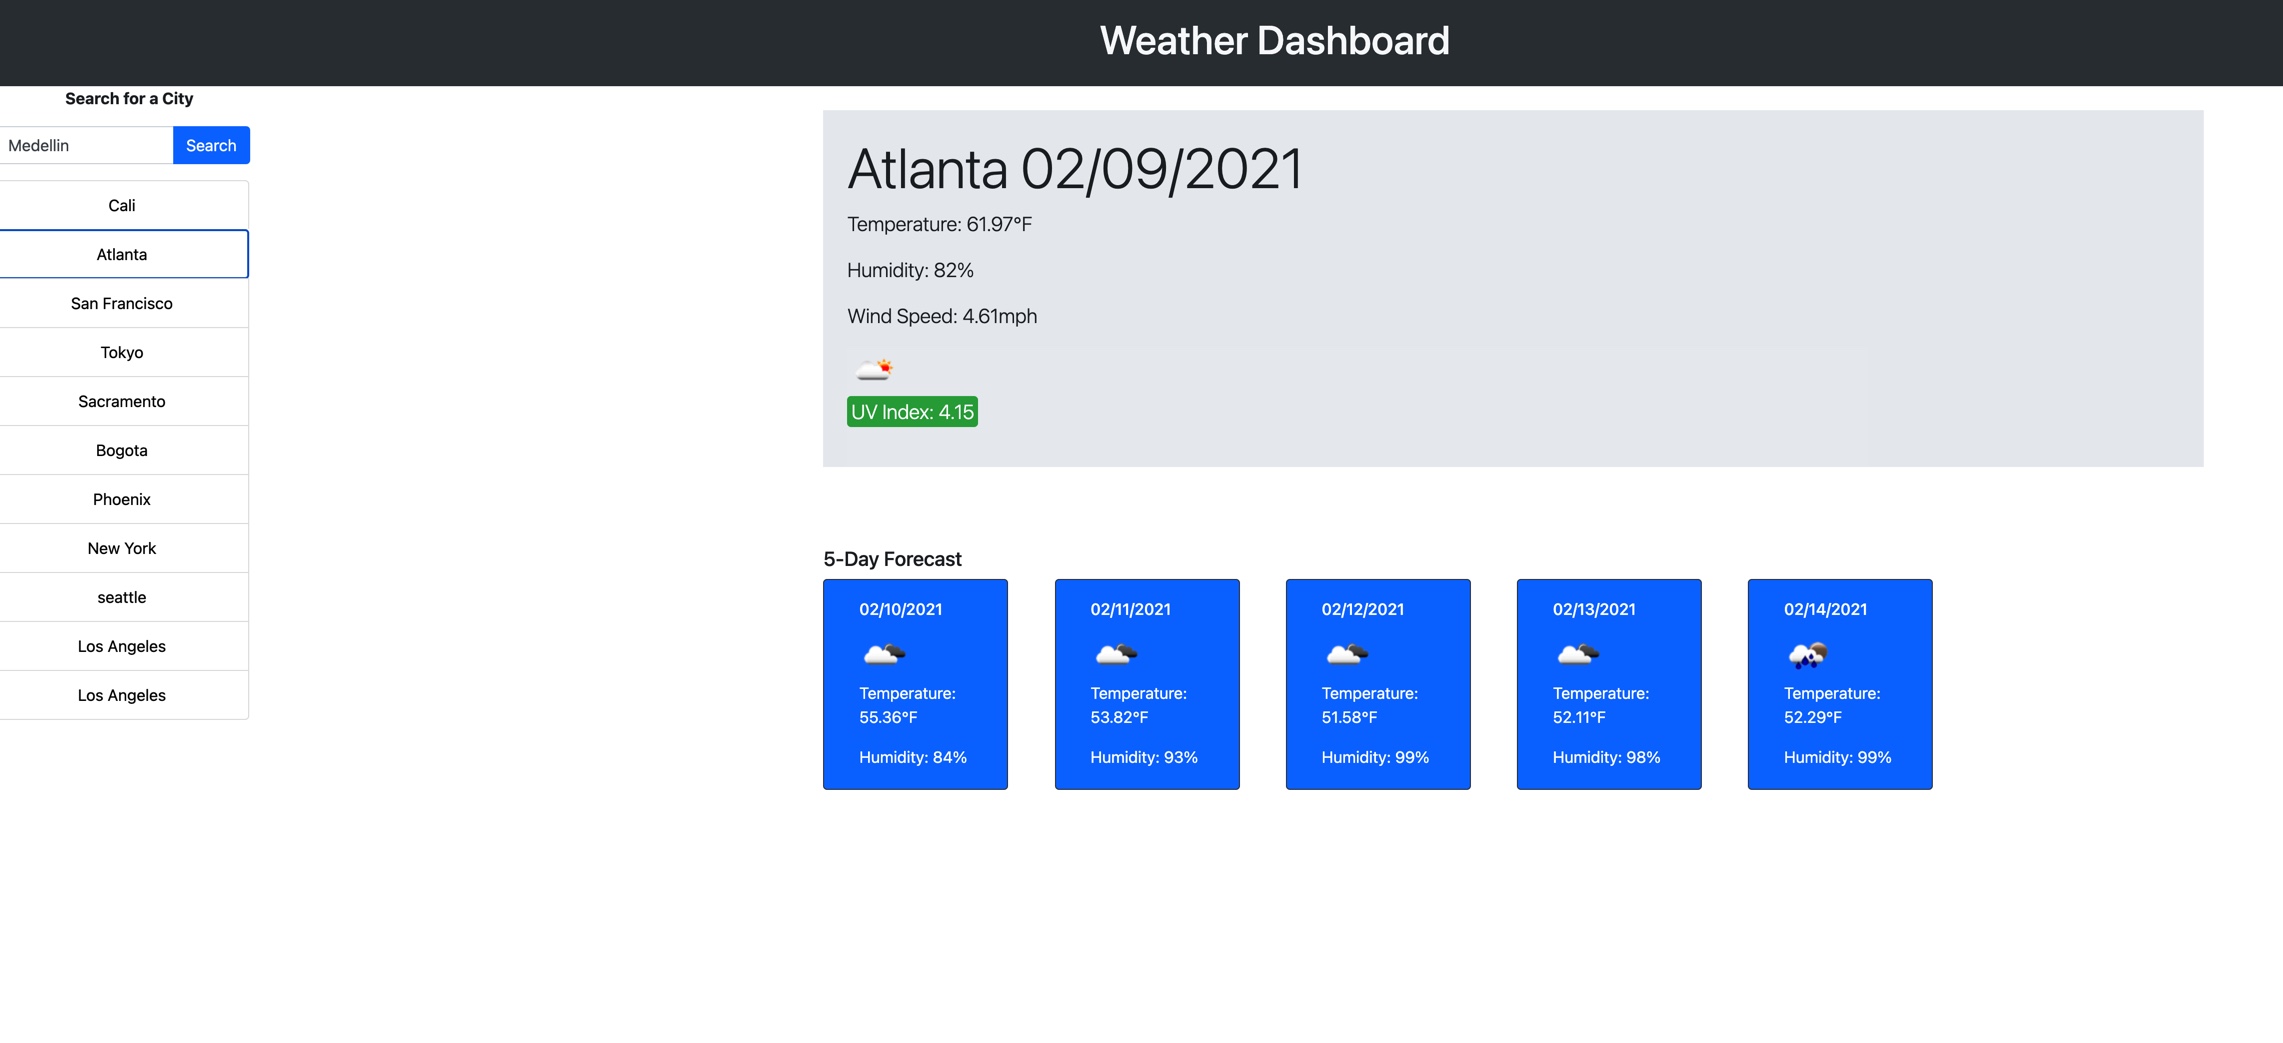 Weather Dashboard
Search for a City
Medellin
Search
Cali
Atlanta
San Francisco
Tokyo
Sacramento
Bogota
Phoenix
New York
seattle
Los Angeles
Los Angeles
Atlanta 02/09/2021
Temperature: 61.97°F
Humidity: 82%
Wind Speed: 4.61mph
UV Index: 4.15
5-Day Forecast
02/10/2021
Temperature:
55.36°F
Humidity: 84%
02/11/2021
Temperature:
53.82°F
Humidity: 93%
02/12/2021
Temperature:
51.58°F
Humidity: 99%
02/13/2021
Temperature:
52.11°F
Humidity: 98%
02/14/2021
Temperature:
52.29°F
Humidity: 99%